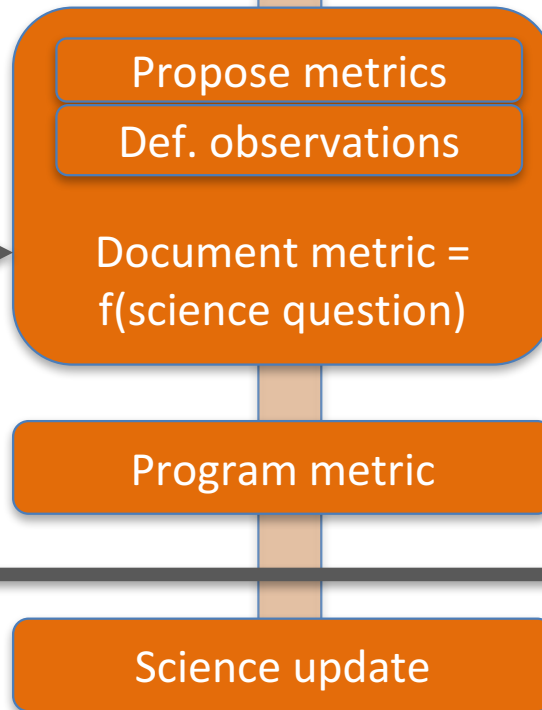 Propose metrics
Def. observations
Document metric =
f(science question)
Program metric
Science update